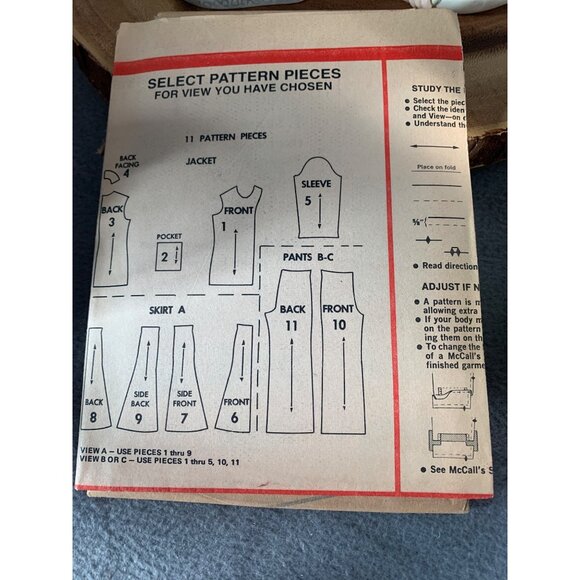 SELECT PATTERN PIECES
FOR VIEW YOU HAVE CHOSEN
11 PATTERN PIECES
JACKET
BACK
FACING
4
BACK
3
POCKET
2
FRONT
1
SLEEVE
5
PANTS B-C
BACK
11
FRONT
10
SKIRT A
BACK
8
SIDE
BACK
9
SIDE
FRONT
7
FRONT
6
VIEW A – USE PIECES 1 thru 9
VIEW B OR C – USE PIECES 1 thru 5, 10, 11
STUDY THE
● Select the piec
● Check the iden
and View—on
● Understand th
Place on fold
5/8"
● Read direction
ADJUST IF N
● A pattern is m
allowing extra
● If your body m
on the pattern
ing them on th
● To change the
of a McCall's
finished garme
● See McCall's S